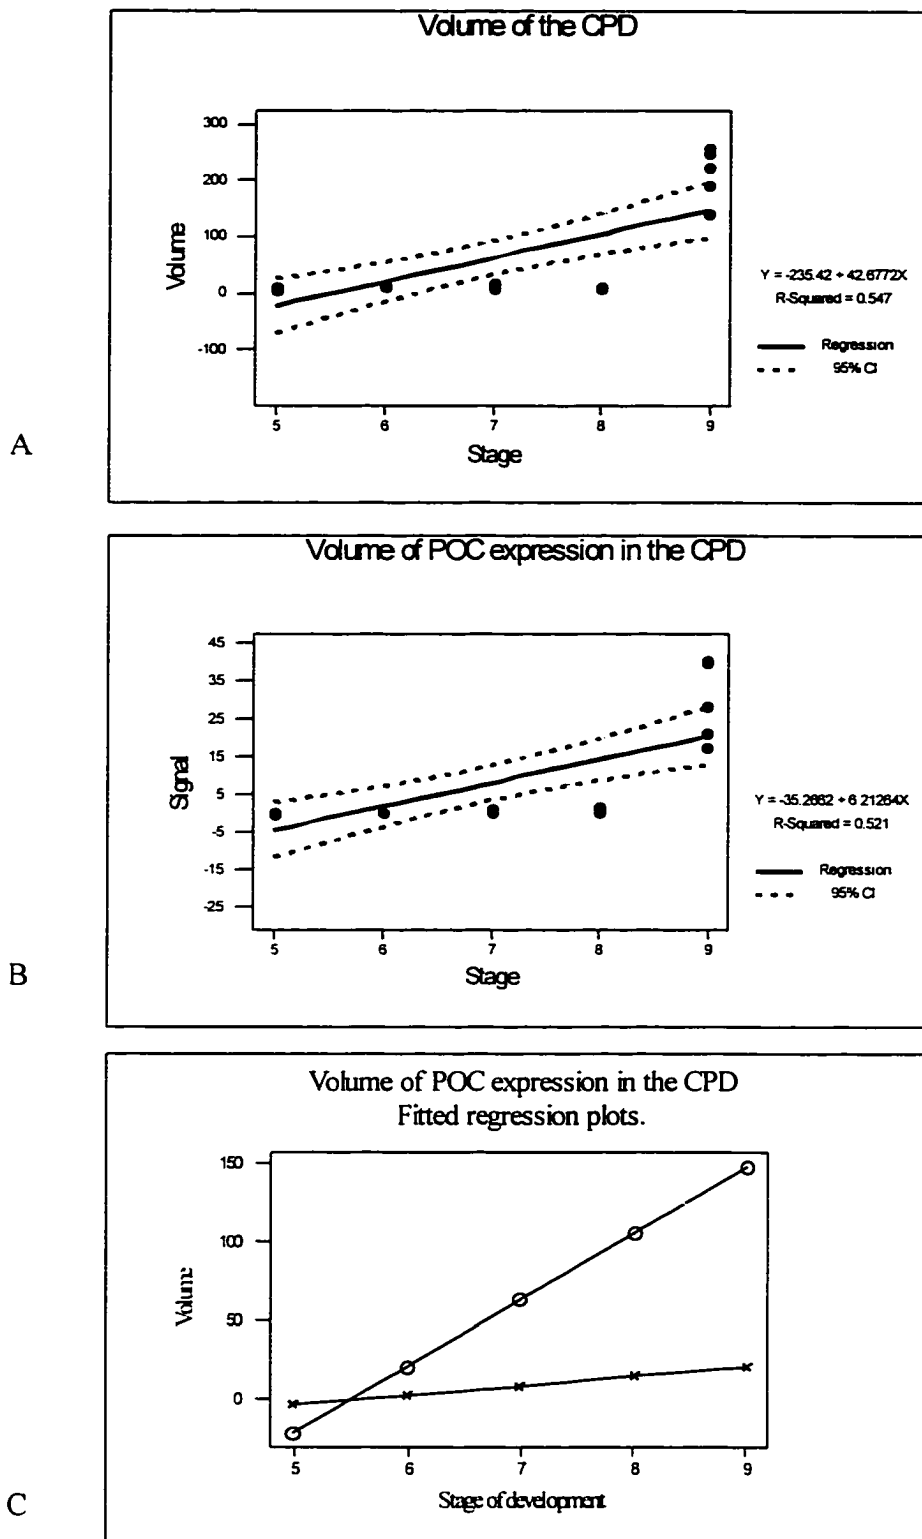 A
Volume of the CPD
300
200
100
0
-100
Volume
5 6 7 8 9
Stage
Y = -235.42 + 42.6772X
R-Squared = 0.547
Regression
95% CI
B
Volume of POC expression in the CPD
45
35
25
15
5
-5
-15
-25
Signal
5 6 7 8 9
Stage
Y = -35.2662 + 6.21264X
R-Squared = 0.521
Regression
95% CI
C
Volume of POC expression in the CPD
Fitted regression plots.
150
100
50
0
Volume
5 6 7 8 9
Stage of development